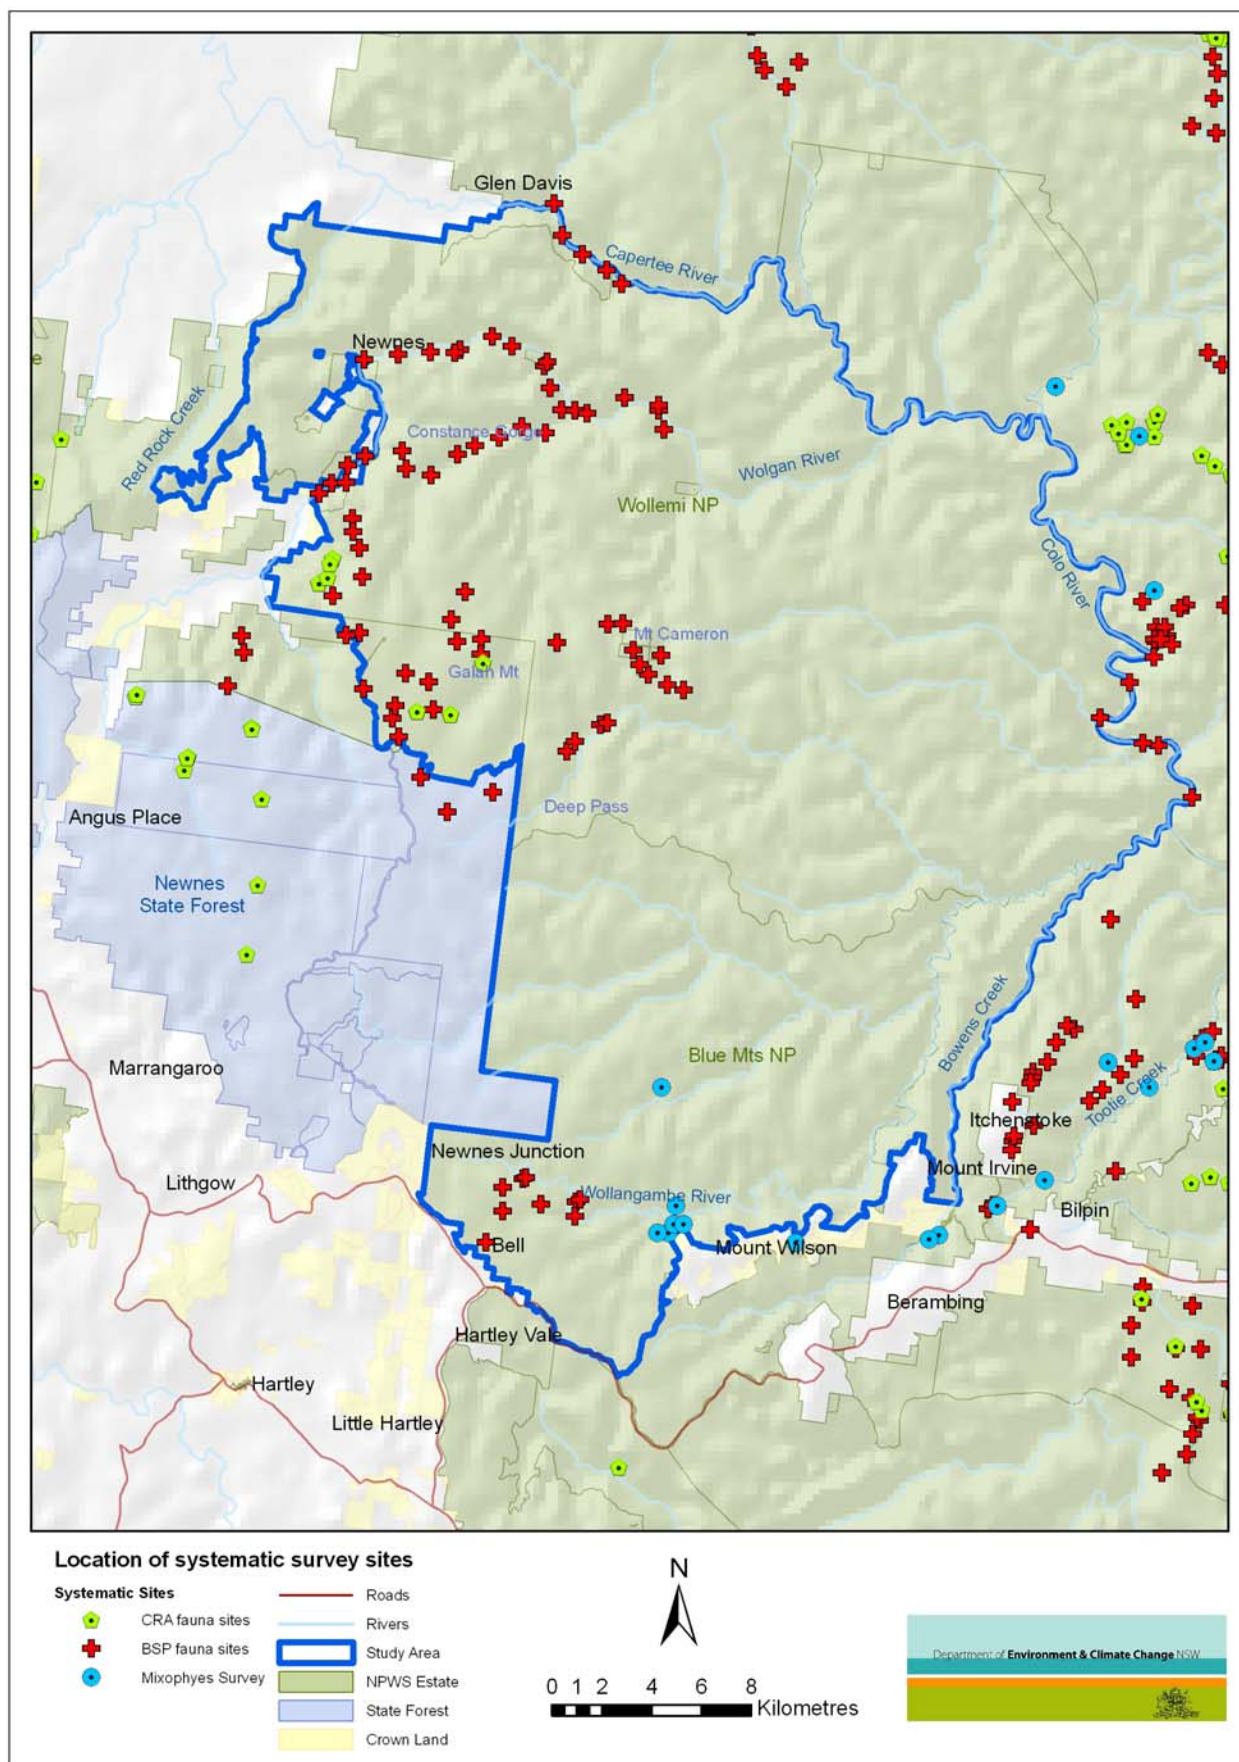 Glen Davis
Capertee River
Newnes
e
Red Rock Creek
Constance Gorge
Wolgan River
Wollemi NP
Colo River
Mt Cameron
Galah Mt
Deep Pass
Angus Place
Newnes
State Forest
Bowens Creek
Blue Mts NP
Marrangaroo
Tootie Creek
Itchenstoke
Newnes Junction
Mount Irvine
Lithgow
Wollangambe River
Bilpin
Bell
Mount Wilson
Berambing
Hartley Vale
Hartley
Little Hartley
Location of systematic survey sites
Systematic Sites
CRA fauna sites
BSP fauna sites
Mixophyes Survey
Roads
Rivers
Study Area
NPWS Estate
State Forest
Crown Land
N
0 1 2 4 6 8
Kilometres
Department of Environment & Climate Change NSW